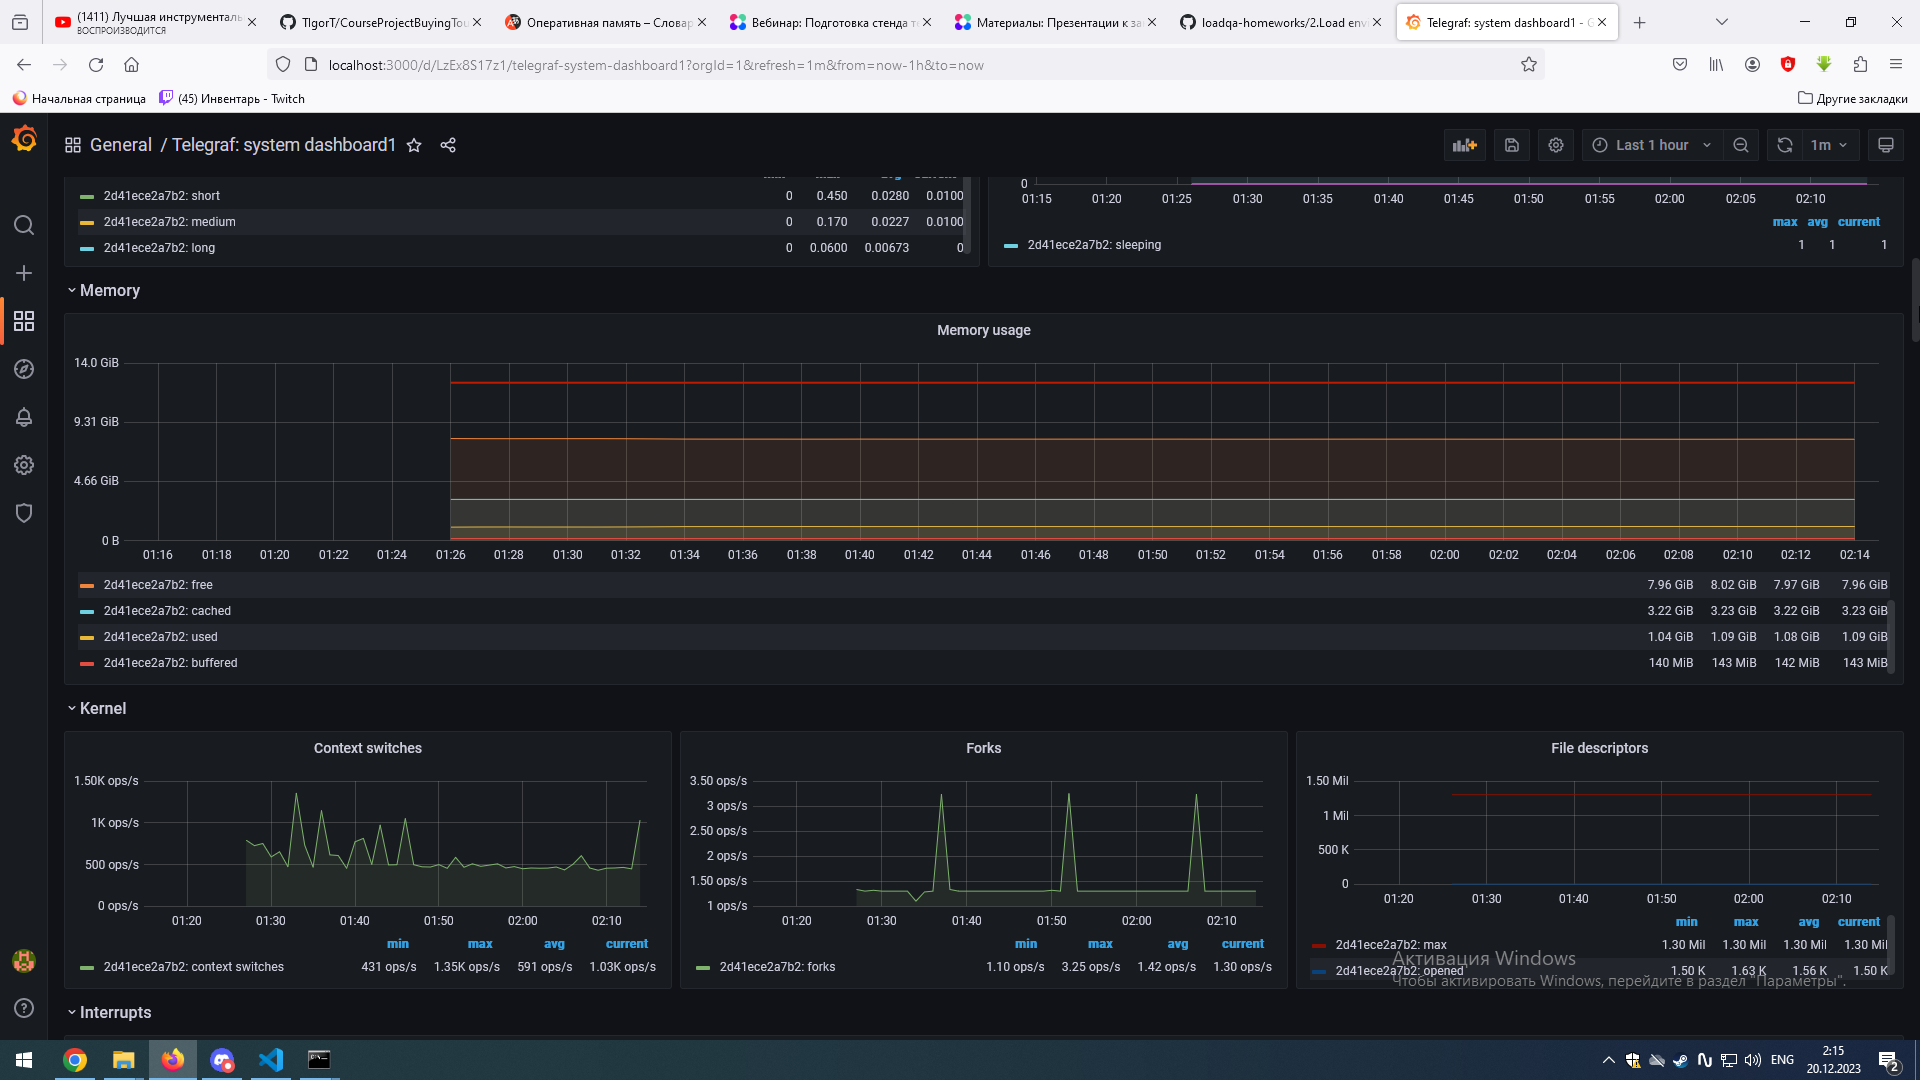 (1411) Лучшая инструменталь
ВОСПРОИЗВОДИТСЯ
TIgorT/CourseProjectBuyingTou
Оперативная память – Словар
Вебинар: Подготовка стенда т
Материалы: Презентации к за
loadqa-homeworks/2.Load env
Telegraf: system dashboard1 - G
localhost:3000/d/LzEx8S17z1/telegraf-system-dashboard1?orgId=1&refresh=1m&from=now-1h&to=now
Начальная страница
(45) Инвентарь - Twitch
Другие закладки
General / Telegraf: system dashboard1
Last 1 hour
1m
2d41ece2a7b2: short 0 0.450 0.0280 0.0100
2d41ece2a7b2: medium 0 0.170 0.0227 0.0100
2d41ece2a7b2: long 0 0.0600 0.00673 0
0
01:15 01:20 01:25 01:30 01:35 01:40 01:45 01:50 01:55 02:00 02:05 02:10
max avg current
2d41ece2a7b2: sleeping 1 1 1
Memory
Memory usage
14.0 GiB
9.31 GiB
4.66 GiB
0 B
01:16 01:18 01:20 01:22 01:24 01:26 01:28 01:30 01:32 01:34 01:36 01:38 01:40 01:42 01:44 01:46 01:48 01:50 01:52 01:54 01:56 01:58 02:00 02:02 02:04 02:06 02:08 02:10 02:12 02:14
2d41ece2a7b2: free 7.96 GiB 8.02 GiB 7.97 GiB 7.96 GiB
2d41ece2a7b2: cached 3.22 GiB 3.23 GiB 3.22 GiB 3.23 GiB
2d41ece2a7b2: used 1.04 GiB 1.09 GiB 1.08 GiB 1.09 GiB
2d41ece2a7b2: buffered 140 MiB 143 MiB 142 MiB 143 MiB
Kernel
Context switches
1.50K ops/s
1K ops/s
500 ops/s
0 ops/s
01:20 01:30 01:40 01:50 02:00 02:10
min max avg current
2d41ece2a7b2: context switches 431 ops/s 1.35K ops/s 591 ops/s 1.03K ops/s
Forks
3.50 ops/s
3 ops/s
2.50 ops/s
2 ops/s
1.50 ops/s
1 ops/s
01:20 01:30 01:40 01:50 02:00 02:10
min max avg current
2d41ece2a7b2: forks 1.10 ops/s 3.25 ops/s 1.42 ops/s 1.30 ops/s
File descriptors
1.50 Mil
1 Mil
500 K
0
01:20 01:30 01:40 01:50 02:00 02:10
min max avg current
2d41ece2a7b2: max 1.30 Mil 1.30 Mil 1.30 Mil 1.30 Mil
2d41ece2a7b2: opened 1.50 K 1.63 K 1.56 K 1.50 K
Активация Windows
Чтобы активировать Windows, перейдите в раздел "Параметры".
Interrupts
ENG
2:15
20.12.2023
2